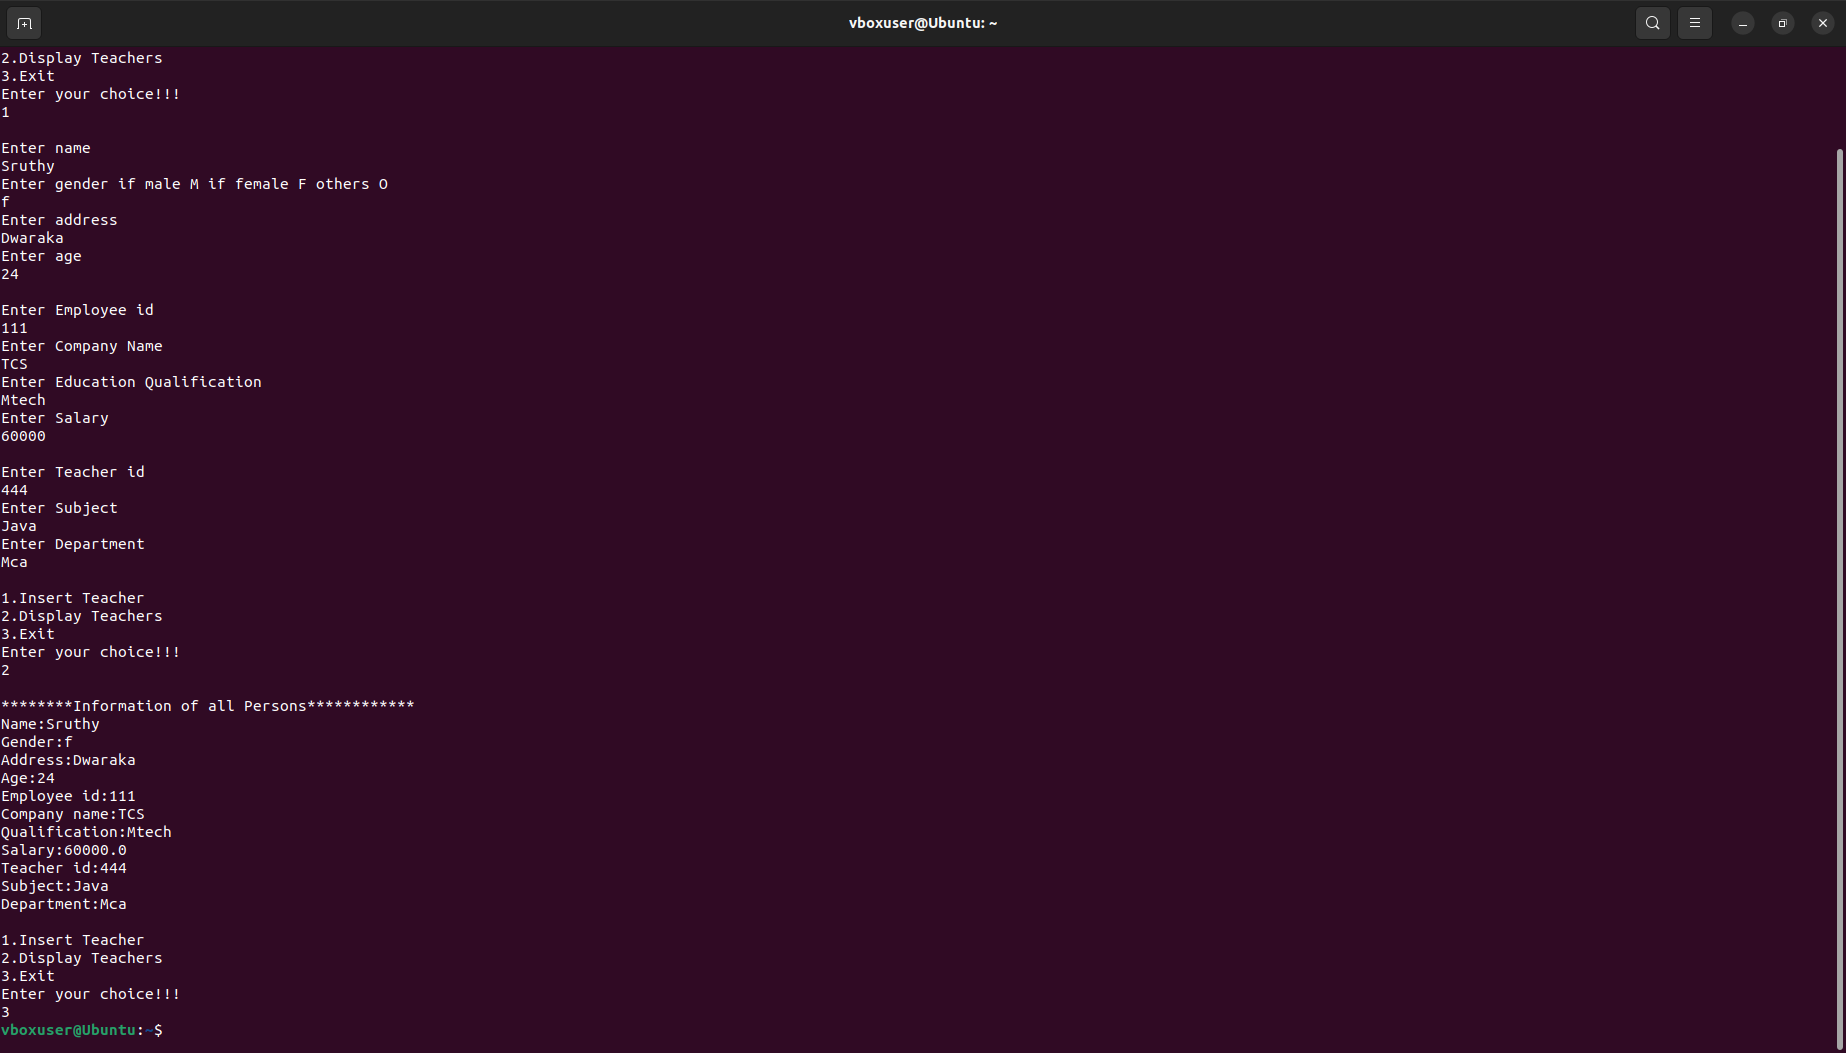 vboxuser@Ubuntu: ~
2.Display Teachers
3.Exit
Enter your choice!!!
1
Enter name
Sruthy
Enter gender if male M if female F others O
f
Enter address
Dwaraka
Enter age
24
Enter Employee id
111
Enter Company Name
TCS
Enter Education Qualification
Mtech
Enter Salary
60000
Enter Teacher id
444
Enter Subject
Java
Enter Department
Mca
1.Insert Teacher
2.Display Teachers
3.Exit
Enter your choice!!!
2
********Information of all Persons************
Name:Sruthy
Gender:f
Address:Dwaraka
Age:24
Employee id:111
Company name:TCS
Qualification:Mtech
Salary:60000.0
Teacher id:444
Subject:Java
Department:Mca
1.Insert Teacher
2.Display Teachers
3.Exit
Enter your choice!!!
3
vboxuser@Ubuntu:~$